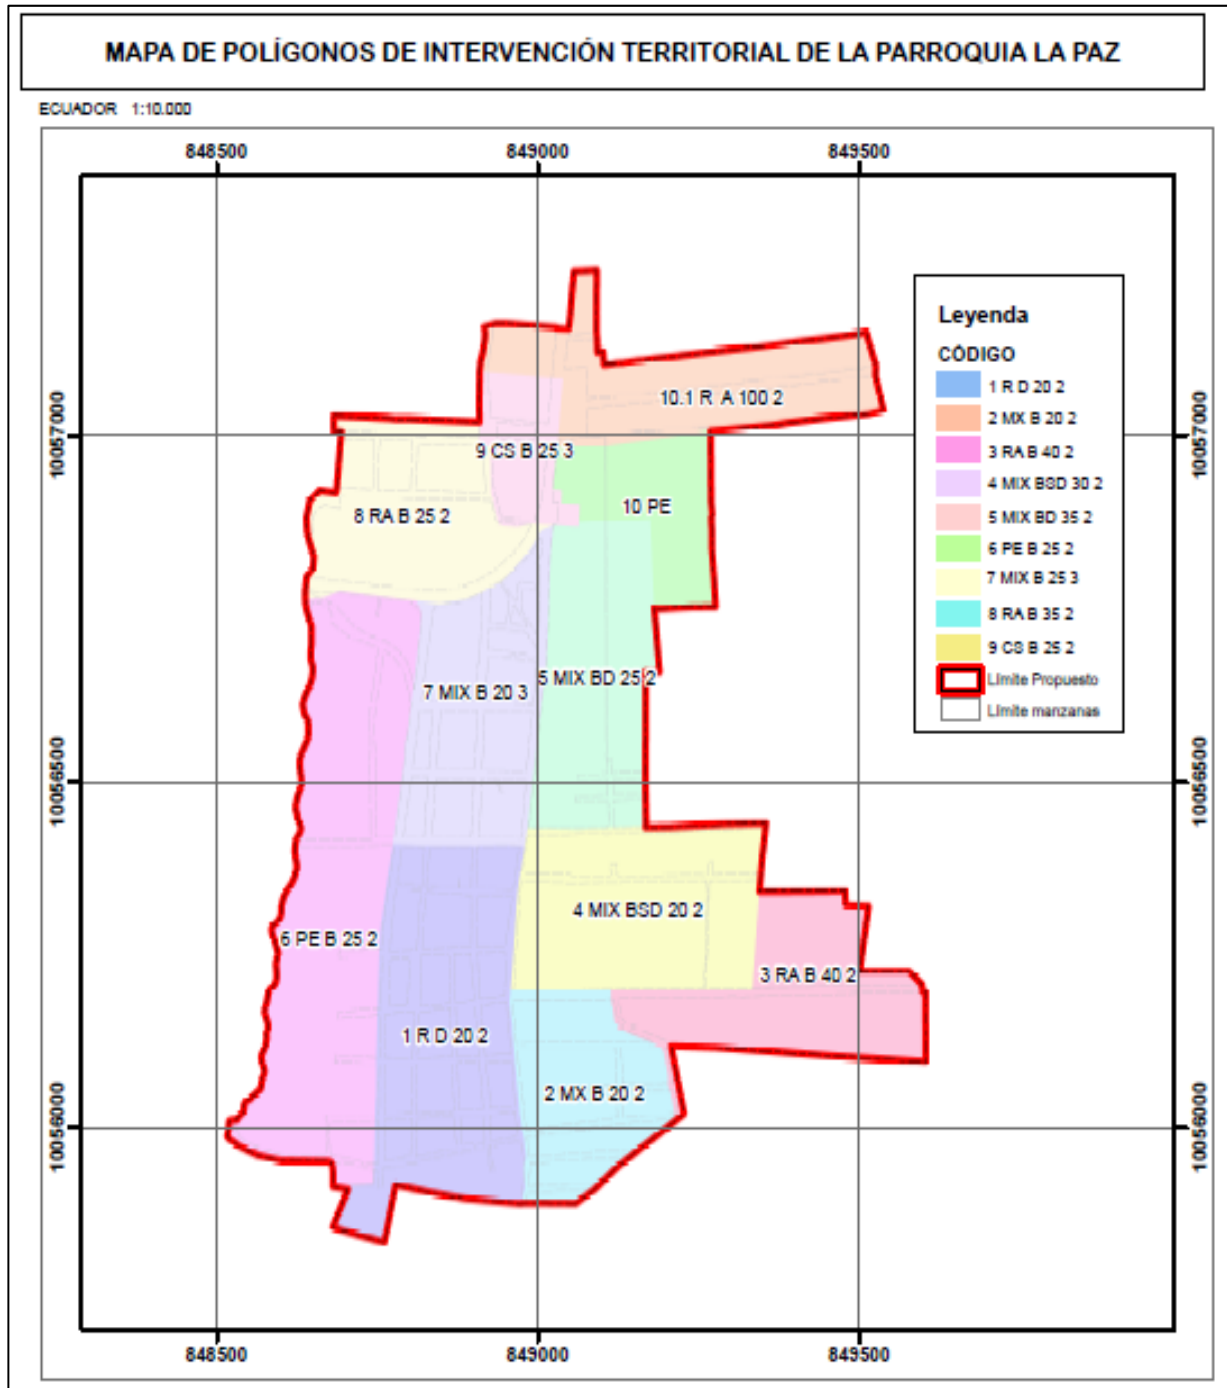 MAPA DE POLÍGONOS DE INTERVENCIÓN TERRITORIAL DE LA PARROQUIA LA PAZ
ECUADOR 1:10.000
848500 849000 849500
10057000
10056500
10056000
10.1 R A 100 2
9 CS B 25 3
10 PE
8 RA B 25 2
5 MIX BD 25 2
7 MIX B 20 3
4 MIX BSD 20 2
6 PE B 25 2
3 RA B 40 2
1 R D 20 2
2 MX B 20 2
Leyenda
CÓDIGO
1 R D 20 2
2 MX B 20 2
3 RA B 40 2
4 MIX BSD 30 2
5 MIX BD 35 2
6 PE B 25 2
7 MIX B 25 3
8 RA B 35 2
9 CS B 25 2
Límite Propuesto
Límite manzanas
10057000
10056500
10056000
848500 849000 849500